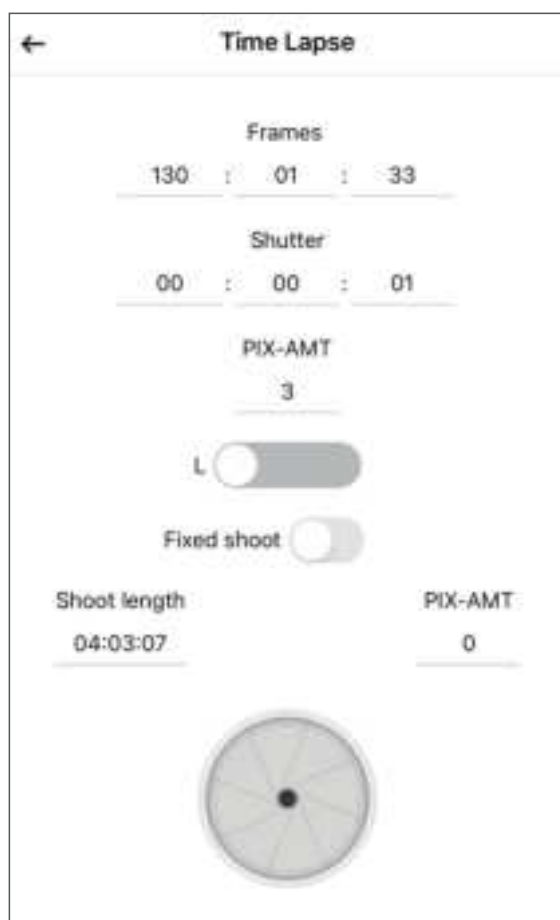 ← Time Lapse
Frames
130 : 01 : 33
Shutter
00 : 00 : 01
PIX-AMT
3
L
Fixed shoot
Shoot length PIX-AMT
04:03:07 0